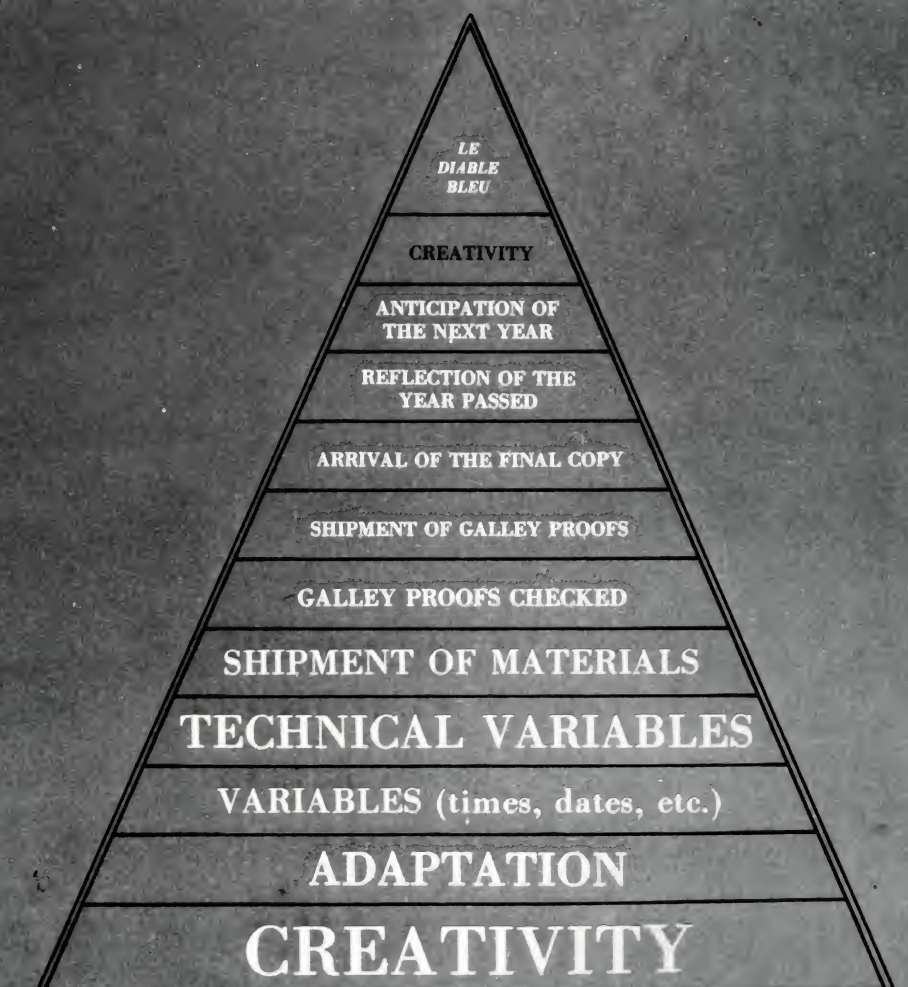 LE
DIABLE
BLEU
CREATIVITY
ANTICIPATION OF
THE NEXT YEAR
REFLECTION OF THE
YEAR PASSED
ARRIVAL OF THE FINAL COPY
SHIPMENT OF GALLEY PROOFS
GALLEY PROOFS CHECKED
SHIPMENT OF MATERIALS
TECHNICAL VARIABLES
VARIABLES (times, dates, etc.)
ADAPTATION
CREATIVITY